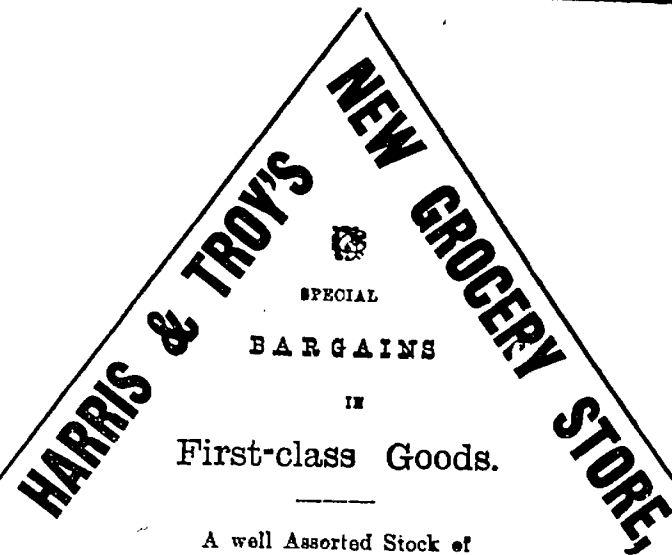 HARRIS & TROY'S
NEW GROCERY STORE,
SPECIAL
BARGAINS
IN
First-class Goods.
A well Assorted Stock of